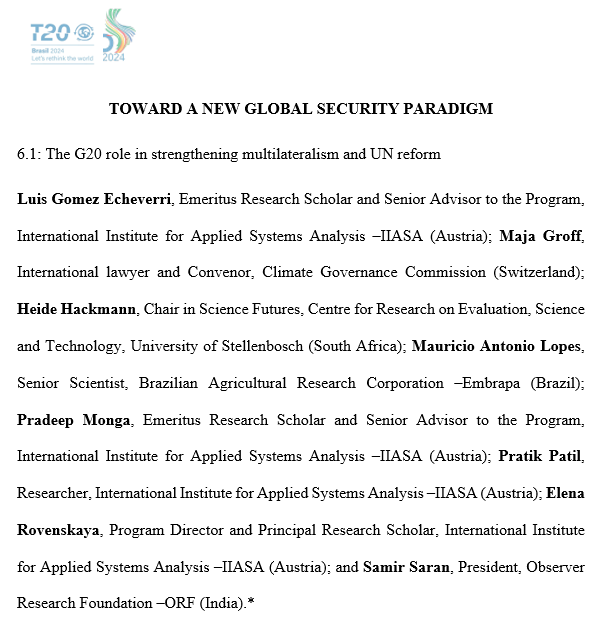 T20
Brasil 2024
Let's rethink the world
2024
TOWARD A NEW GLOBAL SECURITY PARADIGM
6.1: The G20 role in strengthening multilateralism and UN reform
Luis Gomez Echeverri, Emeritus Research Scholar and Senior Advisor to the Program,
International Institute for Applied Systems Analysis –IIASA (Austria); Maja Groff,
International lawyer and Convenor, Climate Governance Commission (Switzerland);
Heide Hackmann, Chair in Science Futures, Centre for Research on Evaluation, Science
and Technology, University of Stellenbosch (South Africa); Mauricio Antonio Lopes,
Senior Scientist, Brazilian Agricultural Research Corporation –Embrapa (Brazil);
Pradeep Monga, Emeritus Research Scholar and Senior Advisor to the Program,
International Institute for Applied Systems Analysis –IIASA (Austria); Pratik Patil,
Researcher, International Institute for Applied Systems Analysis –IIASA (Austria); Elena
Rovenskaya, Program Director and Principal Research Scholar, International Institute
for Applied Systems Analysis –IIASA (Austria); and Samir Saran, President, Observer
Research Foundation –ORF (India).*